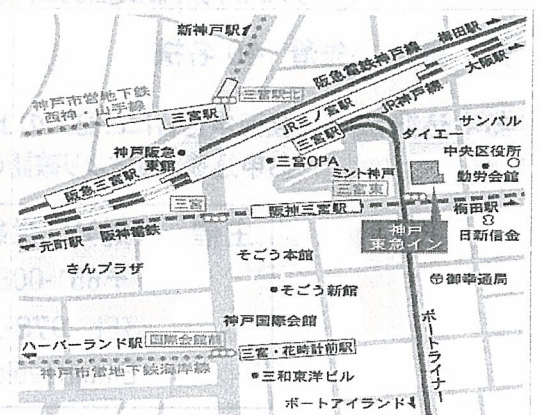 新神戸駅
梅田駅
阪急電鉄神戸線
大阪駅
神戸市営地下鉄
西神・山手線
三宮駅北
三宮駅
JR三ノ宮駅
JR神戸線
三宮駅
サンパル
ダイエー
神戸阪急
東館
三宮OPA
中央区役所
勤労会館
ミント神戸
三宮東
阪急三宮駅
三宮
阪神三宮駅
梅田駅
元町駅
阪神電鉄
神戸
東急イン
日新信金
さんプラザ
そごう本館
そごう新館
御幸通局
神戸国際会館
ハーバーランド駅
国際会館前
三宮・花時計前駅
神戸市営地下鉄海岸線
三和東洋ビル
ポートライナー
ポートアイランド